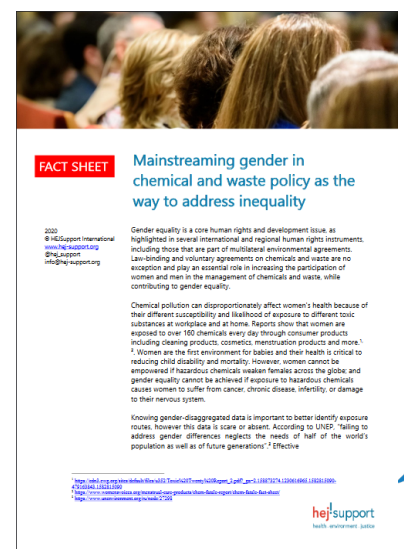 FACT SHEET
Mainstreaming gender in
chemical and waste policy as the
way to address inequality
2020
© HEJSupport International
www.hej-support.org
@hej_support
info@hej-support.org
Gender equality is a core human rights and development issue, as
highlighted in several international and regional human rights instruments,
including those that are part of multilateral environmental agreements.
Law-binding and voluntary agreements on chemicals and waste are no
exception and play an essential role in increasing the participation of
women and men in the management of chemicals and waste, while
contributing to gender equality.
Chemical pollution can disproportionately affect women's health because of
their different susceptibility and likelihood of exposure to different toxic
substances at workplace and at home. Reports show that women are
exposed to over 160 chemicals every day through consumer products
including cleaning products, cosmetics, menstruation products and more.¹,
². Women are the first environment for babies and their health is critical to
reducing child disability and mortality. However, women cannot be
empowered if hazardous chemicals weaken females across the globe; and
gender equality cannot be achieved if exposure to hazardous chemicals
causes women to suffer from cancer, chronic disease, infertility, or damage
to their nervous system.
Knowing gender-disaggregated data is important to better identify exposure
routes, however this data is scare or absent. According to UNEP, "failing to
address gender differences neglects the needs of half of the world's
population as well as of future generations".³ Effective
hej!support
health environment justice